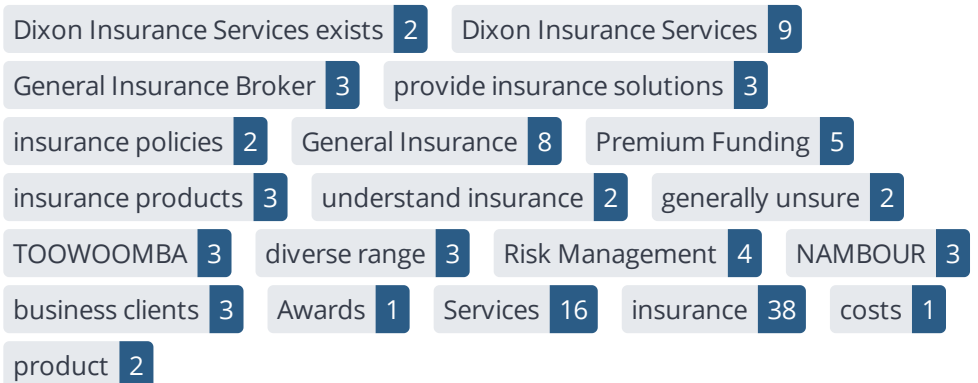 Dixon Insurance Services exists 2 Dixon Insurance Services 9
General Insurance Broker 3 provide insurance solutions 3
insurance policies 2 General Insurance 8 Premium Funding 5
insurance products 3 understand insurance 2 generally unsure 2
TOOWOOMBA 3 diverse range 3 Risk Management 4 NAMBOUR 3
business clients 3 Awards 1 Services 16 insurance 38 costs 1
product 2